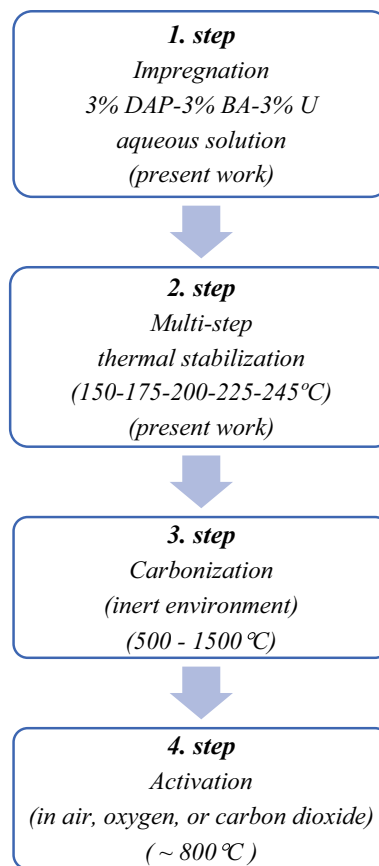 1. step
Impregnation
3% DAP-3% BA-3% U
aqueous solution
(present work)
2. step
Multi-step
thermal stabilization
(150-175-200-225-245ºC)
(present work)
3. step
Carbonization
(inert environment)
(500 - 1500℃)
4. step
Activation
(in air, oxygen, or carbon dioxide)
( ~ 800℃ )